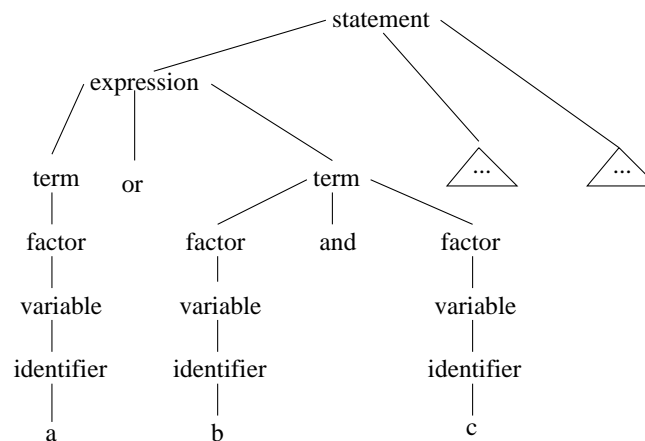 statement
expression
... ...
term or term
factor factor and factor
variable variable variable
identifier identifier identifier
a b c